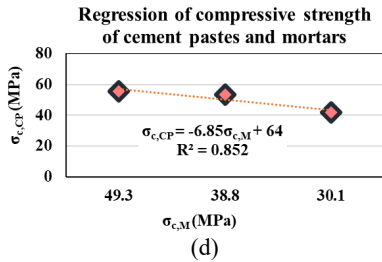 Regression of compressive strength
of cement pastes and mortars
80
60
40
20
0
σc,CP (MPa)
σc,CP= -6.85σc,M + 64
R² = 0.852
49.3 38.8 30.1
σc,M (MPa)
(d)